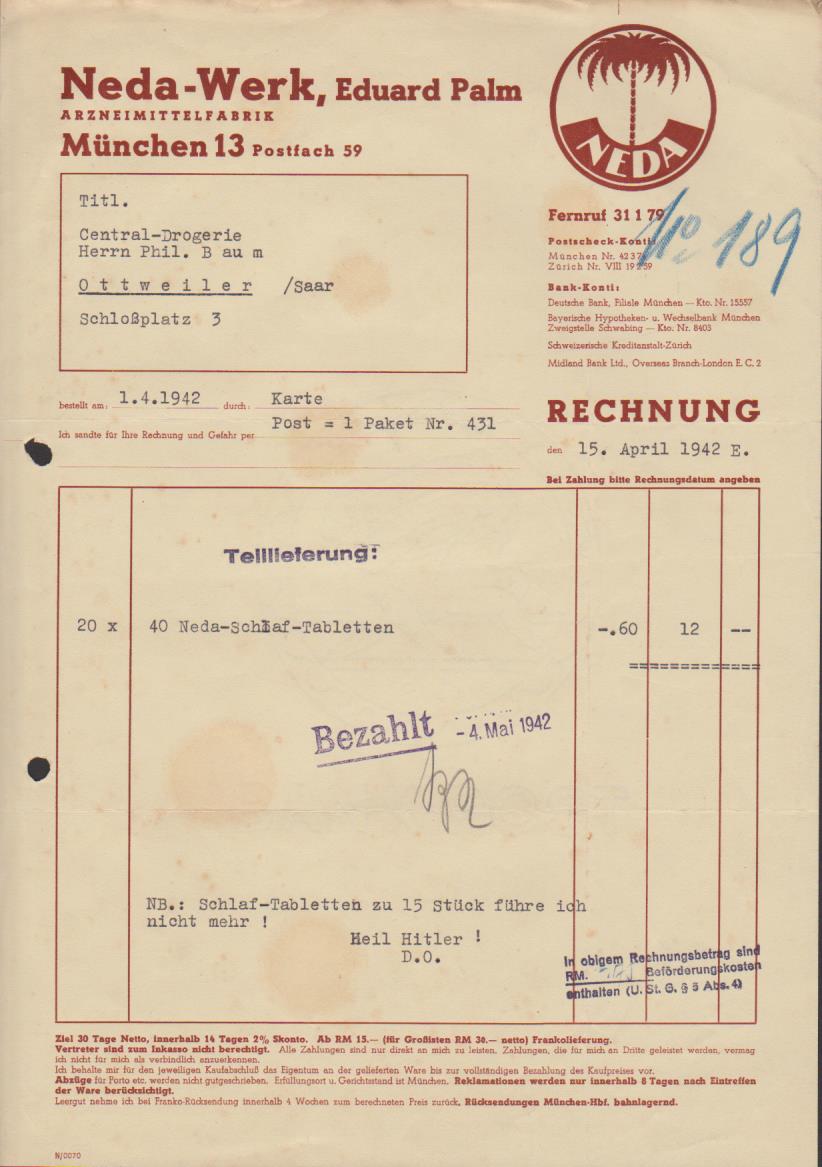 Neda-Werk, Eduard Palm
ARZNEIMITTELFABRIK
München 13 Postfach 59
NEDA
Titl.
Central-Drogerie
Herrn Phil. B au m
Ottweiler /Saar
Schloßplatz 3
Fernruf 31 1 79
No 189
Postscheck-Konti:
München Nr. 4237
Zürich Nr. VIII 19259
Bank-Konti:
Deutsche Bank, Filiale München — Kto. Nr. 15557
Bayerische Hypotheken- u. Wechselbank München
Zweigstelle Schwabing — Kto. Nr. 8403
Schweizerische Kreditanstalt-Zürich
Midland Bank Ltd., Overseas Branch-London E. C. 2
bestellt am: 1.4.1942 durch: Karte
Ich sandte für Ihre Rechnung und Gefahr per Post = 1 Paket Nr. 431
RECHNUNG
den 15. April 1942 E.
Bei Zahlung bitte Rechnungsdatum angeben
Teillieferung:
20 x 40 Neda-Schlaf-Tabletten -.60 12 --
Bezahlt - 4. Mai 1942
NB.: Schlaf-Tabletten zu 15 Stück führe ich
nicht mehr !
Heil Hitler !
D.O.
In obigem Rechnungsbetrag sind
RM. Beförderungskosten
enthalten (U. St. G. § 5 Abs. 4)
Ziel 30 Tage Netto, innerhalb 14 Tagen 2% Skonto. Ab RM 15.— (für Großisten RM 30.— netto) Frankolieferung.
Vertreter sind zum Inkasso nicht berechtigt. Alle Zahlungen sind nur direkt an mich zu leisten. Zahlungen, die für mich an Dritte geleistet werden, vermag
ich nicht für mich als verbindlich anzuerkennen.
Ich behalte mir für den jeweiligen Kaufabschluß das Eigentum an der gelieferten Ware bis zur vollständigen Bezahlung des Kaufpreises vor.
Abzüge für Porto etc. werden nicht gutgeschrieben. Erfüllungsort u. Gerichtsstand ist München. Reklamationen werden nur innerhalb 8 Tagen nach Eintreffen
der Ware berücksichtigt.
Leergut nehme ich bei Franko-Rücksendung innerhalb 4 Wochen zum berechneten Preis zurück. Rücksendungen München-Hbf. bahnlagernd.
N/0070